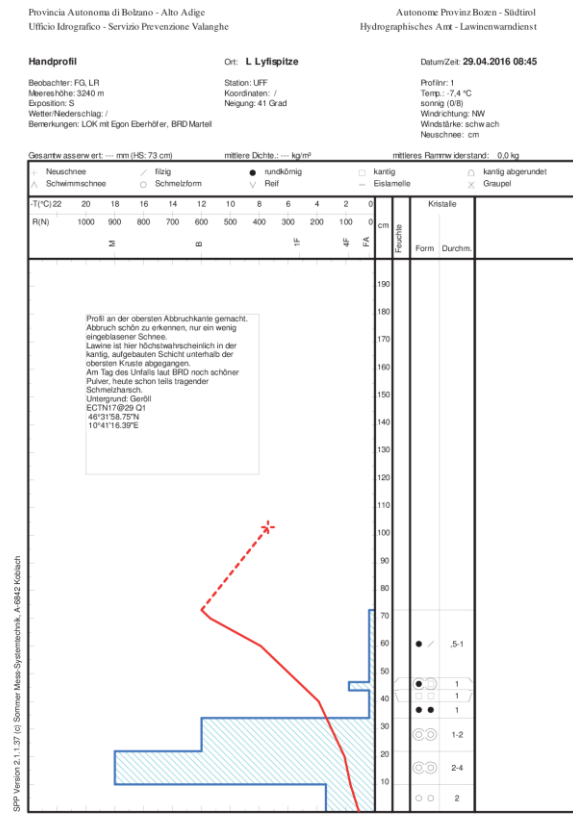 Provincia Autonoma di Bolzano - Alto Adige
Autonome Provinz Bozen - Südtirol
Ufficio Idrografico - Servizio Prevenzione Valanghe
Hydrographisches Amt - Lawinenwarndienst
Handprofil
Ort: L Lyfispitze
Datum/Zeit: 29.04.2016 08:45
Beobachter: FG, LR
Station: UFF
Profilnr: 1
Meereshöhe: 3240 m
Koordinaten: /
Temp.: -7,4 °C
Exposition: S
Neigung: 41 Grad
sonnig (0/8)
Wetter/Niederschlag: /
Windrichtung: NW
Bemerkungen: LOK mit Egon Eberhöfer, BRD Martell
Windstärke: schwach
Neuschnee: cm
Gesamtwasserwert: --- mm (HS: 73 cm)
mittlere Dichte.: --- kg/m³
mittleres Rammwiderstand: 0,0 kg
+ Neuschnee / filzig ● rundkörnig □ kantig kantig abgerundet
∧ Schwimmschnee ○ Schmelzform V Reif − Eislamelle Graupel
-T(°C) 22 20 18 16 14 12 10 8 6 4 2 0
Kristalle
R(N) 1000 900 800 700 600 500 400 300 200 100 0 cm
Feuchte
M B 1F 4F FA
Form Durchm.
190
180
Profil an der obersten Abbruchkante gemacht.
Abbruch schön zu erkennen, nur ein wenig
eingeblasener Schnee.
Lawine ist hier höchstwahrscheinlich in der
kantig, aufgebauten Schicht unterhalb der
obersten Kruste abgegangen.
Am Tag des Unfalls laut BRD noch schöner
Pulver, heute schon teils tragender
Schmelzharsch.
Untergrund: Geröll
ECTN17@29 Q1
46°31'58.75"N
10°41'16.39"E
170
160
150
140
130
120
110
100
90
80
70
60 ● / ,5-1
50
1
40 □ □ 1
● ● 1
30
1-2
20
2-4
10
○ ○ 2
SPP Version 2.1.1.37 (c) Sommer Mess-Systemtechnik, A-6842 Koblach